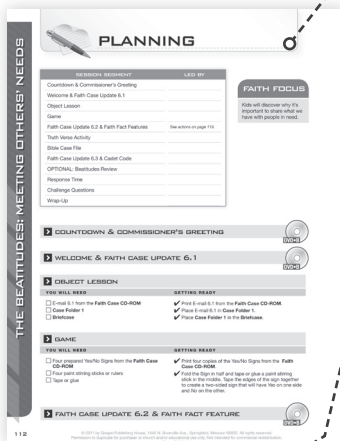 PLANNING
THE BEATITUDES: MEETING OTHERS' NEEDS
SESSION SEGMENT LED BY
Countdown & Commissioner's Greeting
Welcome & Faith Case Update 6.1
Object Lesson
Game
Faith Case Update 6.2 & Faith Fact Features See actions on page 119.
Truth Verse Activity
Bible Case File
Faith Case Update 6.3 & Cadet Code
OPTIONAL: Beatitudes Review
Response Time
Challenge Questions
Wrap-Up
FAITH FOCUS
Kids will discover why it's
important to share what we
have with people in need.
COUNTDOWN & COMMISSIONER'S GREETING
WELCOME & FAITH CASE UPDATE 6.1
OBJECT LESSON
YOU WILL NEED GETTING READY
E-mail 6.1 from the Faith Case CD-ROM
Case Folder 1
Briefcase
Print E-mail 6.1 from the Faith Case CD-ROM.
Place E-mail 6.1 in Case Folder 1.
Place Case Folder 1 in the Briefcase.
GAME
YOU WILL NEED GETTING READY
Four prepared Yes/No Signs from the Faith Case
CD-ROM
Four paint stirring sticks or rulers
Tape or glue
Print four copies of the Yes/No Signs from the Faith
Case CD-ROM.
Fold the Sign in half and tape or glue a paint stirring
stick in the middle. Tape the edges of the sign together
to create a two-sided sign that will have Yes on one side
and No on the other.
FAITH CASE UPDATE 6.2 & FAITH FACT FEATURE
112